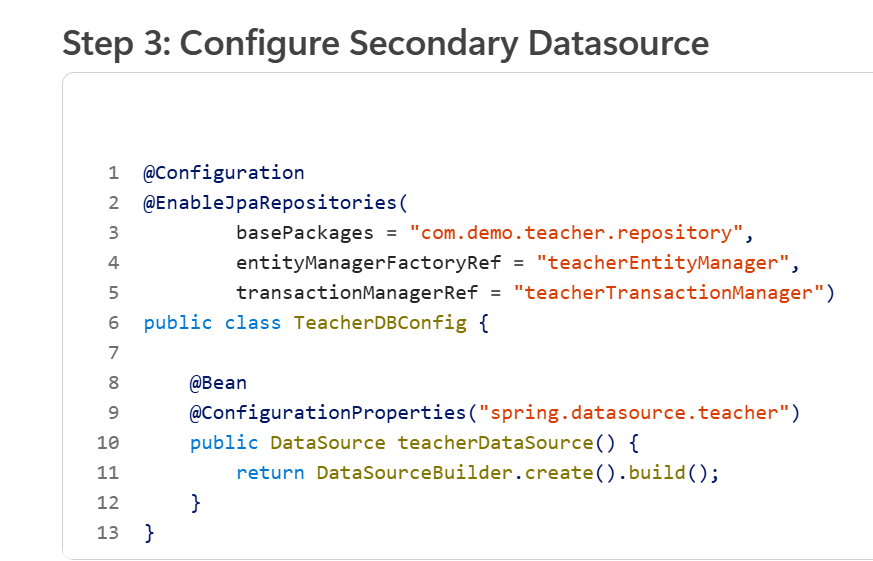 Step 3: Configure Secondary Datasource
1 @Configuration
2 @EnableJpaRepositories(
3         basePackages = "com.demo.teacher.repository",
4         entityManagerFactoryRef = "teacherEntityManager",
5         transactionManagerRef = "teacherTransactionManager")
6 public class TeacherDBConfig {
7
8     @Bean
9     @ConfigurationProperties("spring.datasource.teacher")
10     public DataSource teacherDataSource() {
11         return DataSourceBuilder.create().build();
12     }
13 }